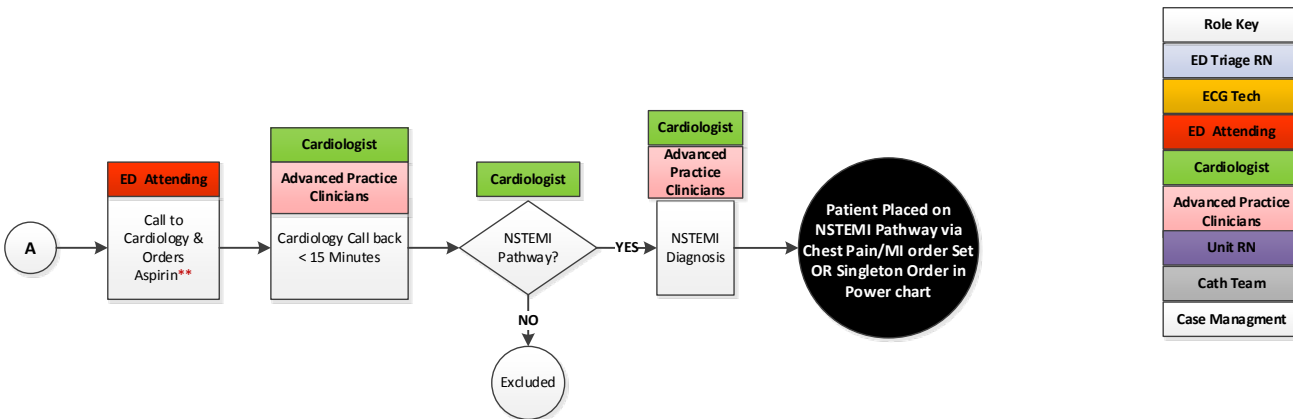 A
ED Attending
Call to
Cardiology &
Orders
Aspirin**
Cardiologist
Advanced Practice
Clinicians
Cardiology Call back
< 15 Minutes
Cardiologist
NSTEMI
Pathway?
YES
NO
Excluded
Cardiologist
Advanced
Practice
Clinicians
NSTEMI
Diagnosis
Patient Placed on
NSTEMI Pathway via
Chest Pain/MI order Set
OR Singleton Order in
Power chart
Role Key
ED Triage RN
ECG Tech
ED Attending
Cardiologist
Advanced Practice
Clinicians
Unit RN
Cath Team
Case Managment